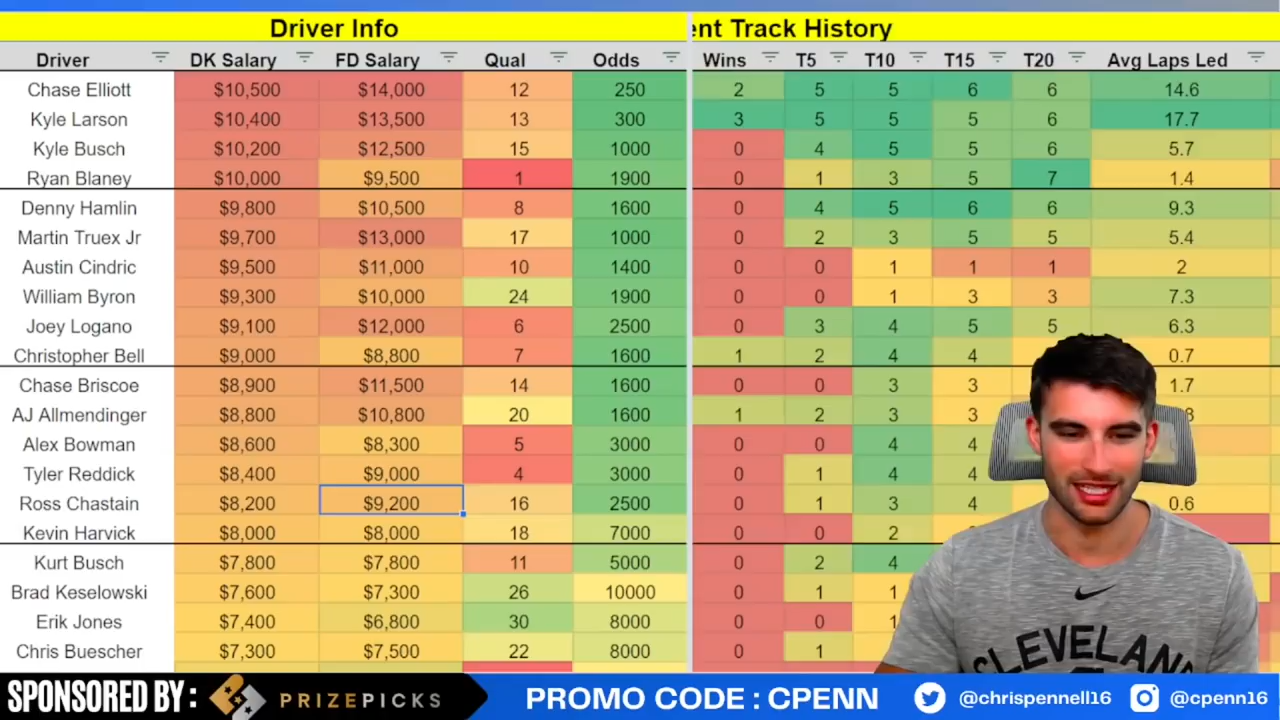 Driver Info ent Track History
Driver DK Salary FD Salary Qual Odds Wins T5 T10 T15 T20 Avg Laps Led
Chase Elliott $10,500 $14,000 12 250 2 5 5 6 6 14.6
Kyle Larson $10,400 $13,500 13 300 3 5 5 5 6 17.7
Kyle Busch $10,200 $12,500 15 1000 0 4 5 5 6 5.7
Ryan Blaney $10,000 $9,500 1 1900 0 1 3 5 7 1.4
Denny Hamlin $9,800 $10,500 8 1600 0 4 5 6 6 9.3
Martin Truex Jr $9,700 $13,000 17 1000 0 2 3 5 5 5.4
Austin Cindric $9,500 $11,000 10 1400 0 0 1 1 1 2
William Byron $9,300 $10,000 24 1900 0 0 1 3 3 7.3
Joey Logano $9,100 $12,000 6 2500 0 3 4 5 5 6.3
Christopher Bell $9,000 $8,800 7 1600 1 2 4 4 0.7
Chase Briscoe $8,900 $11,500 14 1600 0 0 3 3 1.7
AJ Allmendinger $8,800 $10,800 20 1600 1 2 3 3 8
Alex Bowman $8,600 $8,300 5 3000 0 0 4 4
Tyler Reddick $8,400 $9,000 4 3000 0 1 4 4
Ross Chastain $8,200 $9,200 16 2500 0 1 3 4 0.6
Kevin Harvick $8,000 $8,000 18 7000 0 0 2
Kurt Busch $7,800 $7,800 11 5000 0 2 4
Brad Keselowski $7,600 $7,300 26 10000 0 1 1
Erik Jones $7,400 $6,800 30 8000 0 0 1
Chris Buescher $7,300 $7,500 22 8000 0 1
CLEVELAND
SPONSORED BY : PRIZEPICKS PROMO CODE : CPENN @chrispennell16 @cpenn16